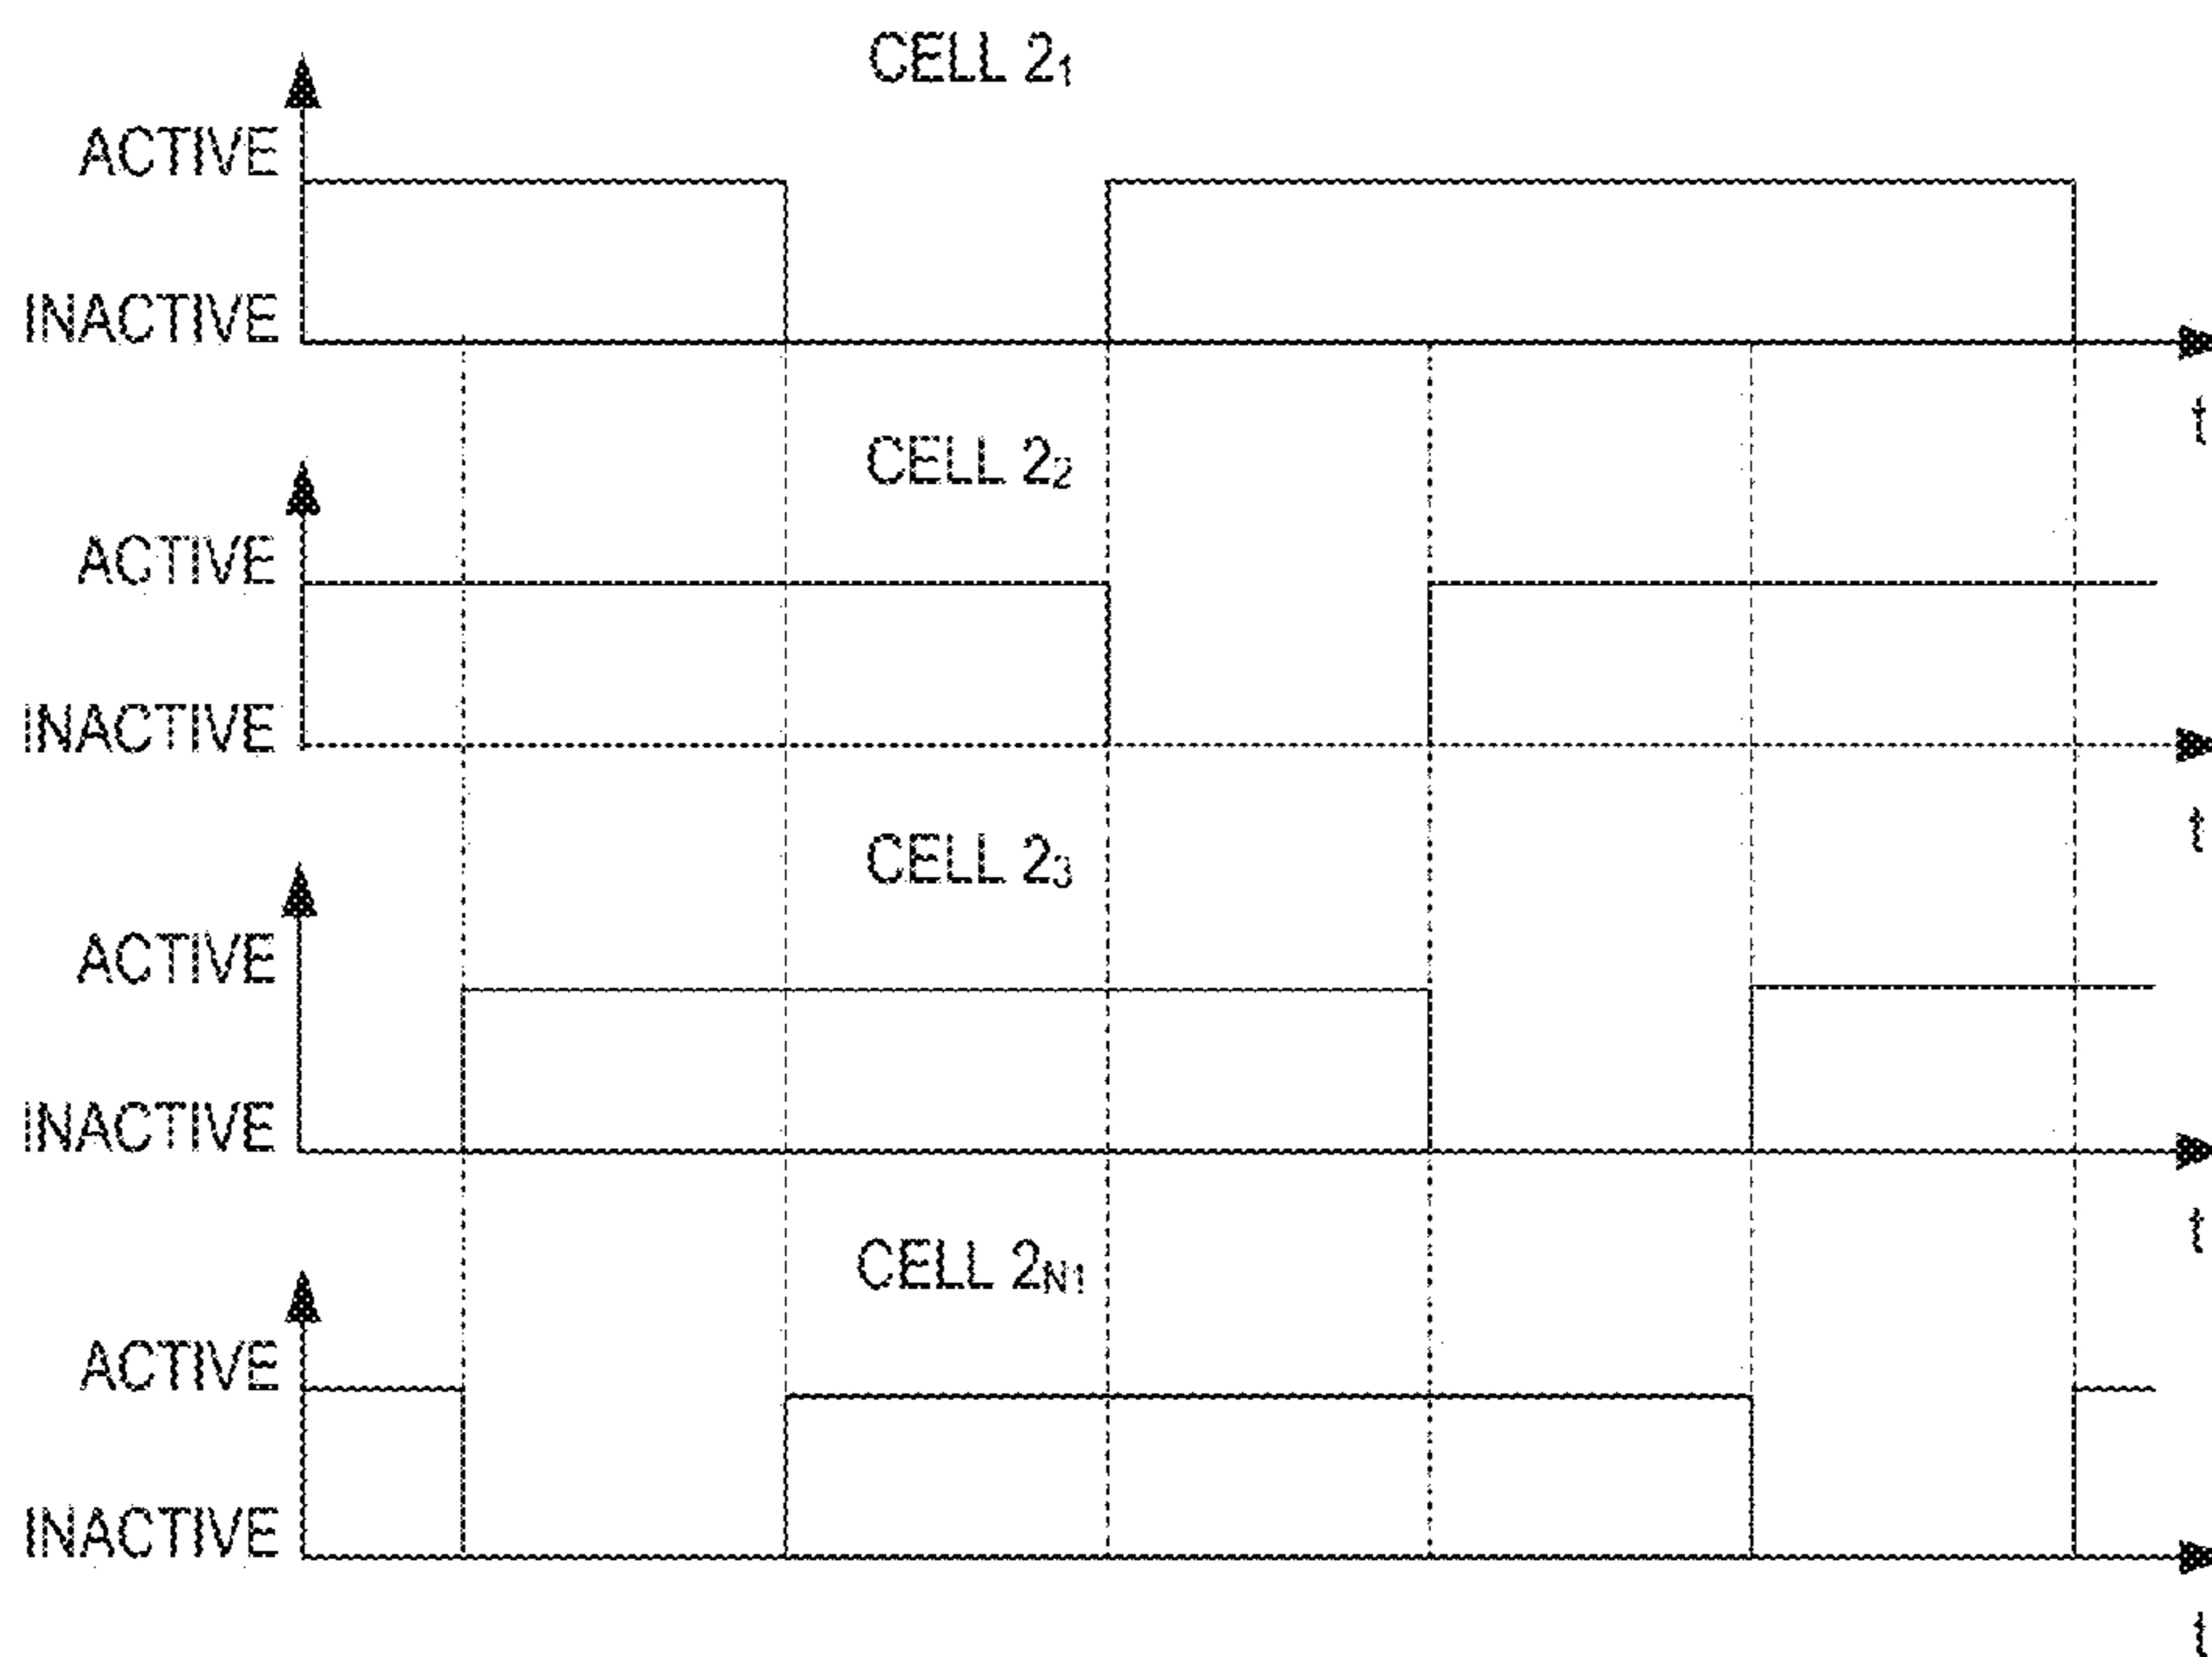 CELL 2₁
ACTIVE
INACTIVE
t
CELL 2₂
ACTIVE
INACTIVE
t
CELL 2₃
ACTIVE
INACTIVE
t
CELL 2N1
ACTIVE
INACTIVE
t